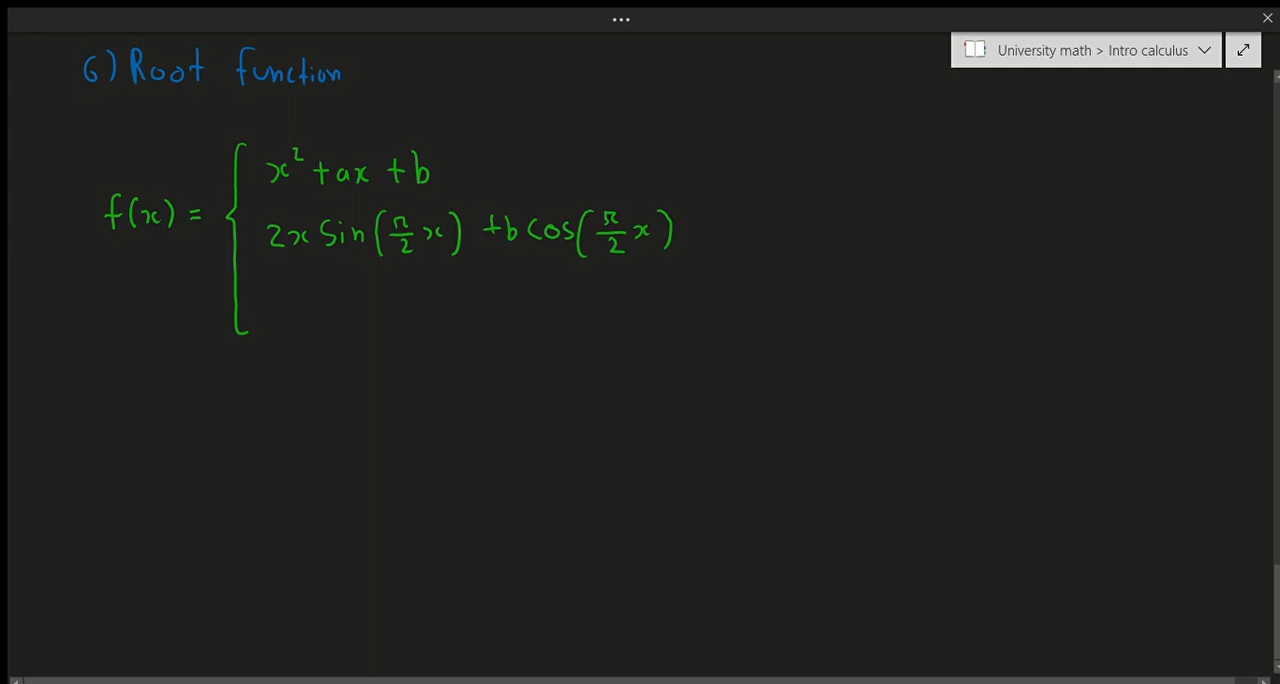 ...
University math > Intro calculus
6) Root function
x² + ax + b
f(x) =
2x Sin(π/2 x) + b Cos(π/2 x)